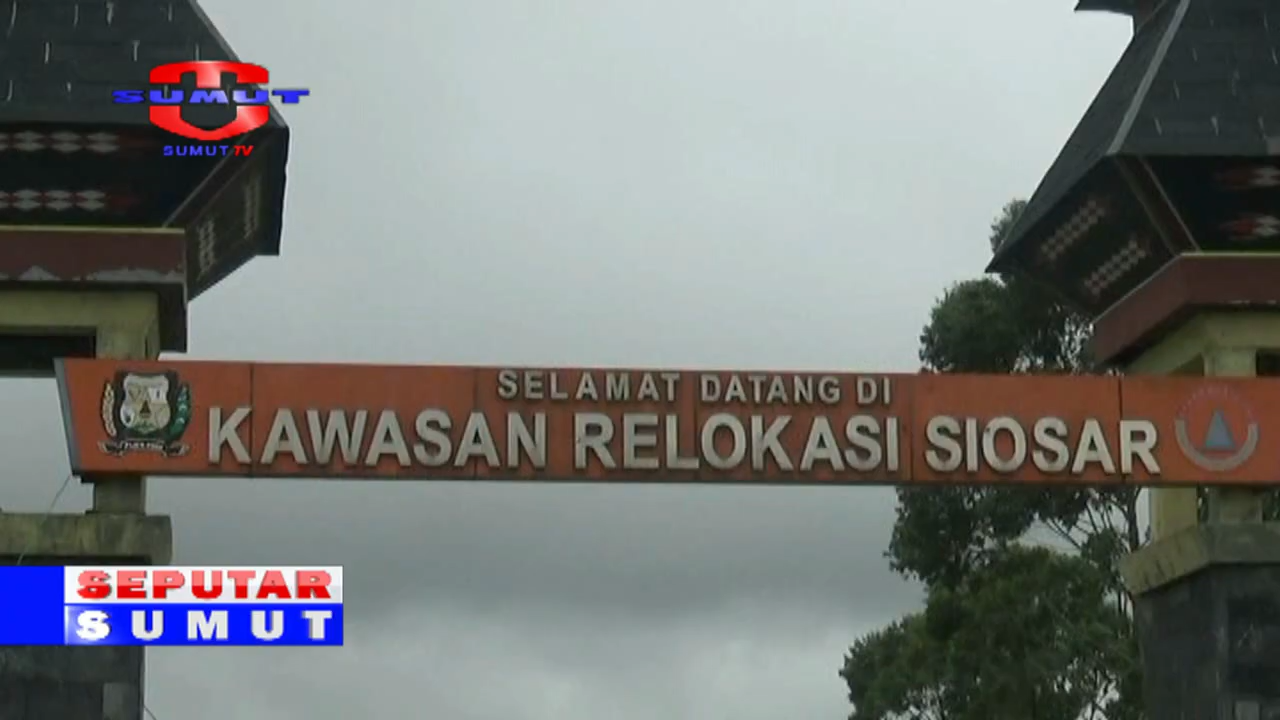 SUMUT
SUMUT TV
SELAMAT DATANG DI
KAWASAN RELOKASI SIOSAR
SEPUTAR
SUMUT